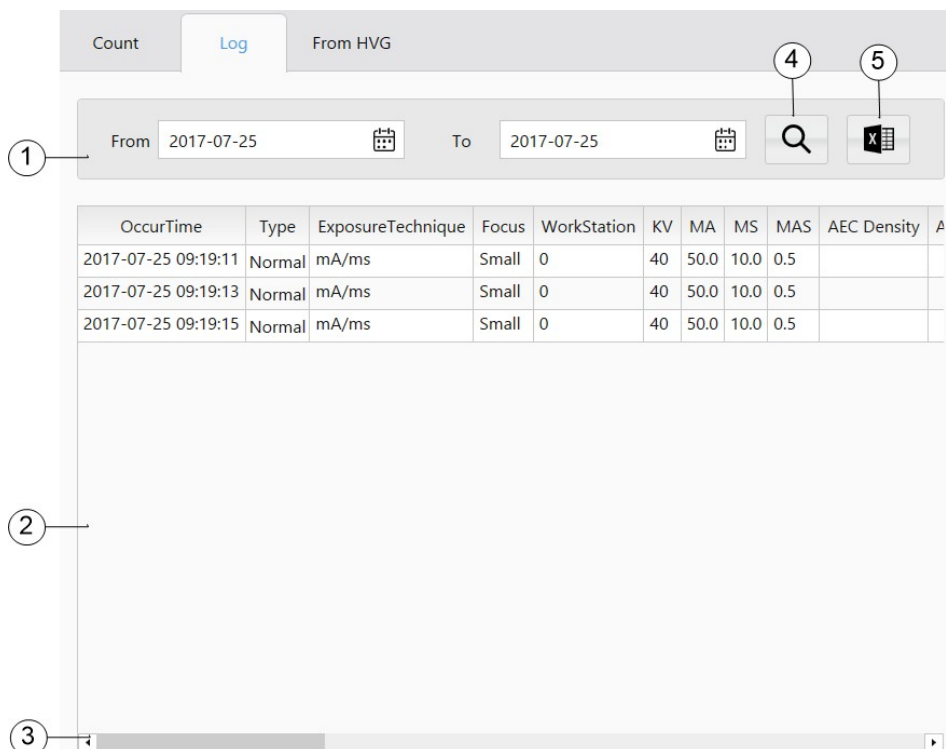 Count Log From HVG
4 5
1 From 2017-07-25 To 2017-07-25 X
OccurTime Type ExposureTechnique Focus WorkStation KV MA MS MAS AEC Density A
2017-07-25 09:19:11 Normal mA/ms Small 0 40 50.0 10.0 0.5
2017-07-25 09:19:13 Normal mA/ms Small 0 40 50.0 10.0 0.5
2017-07-25 09:19:15 Normal mA/ms Small 0 40 50.0 10.0 0.5
2
3